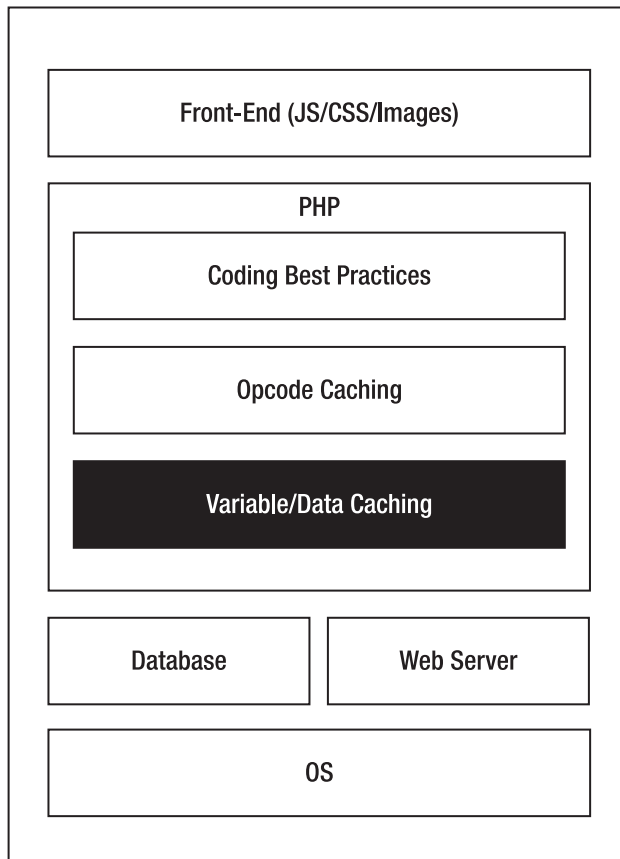 Front-End (JS/CSS/Images)
PHP
Coding Best Practices
Opcode Caching
Variable/Data Caching
Database
Web Server
OS